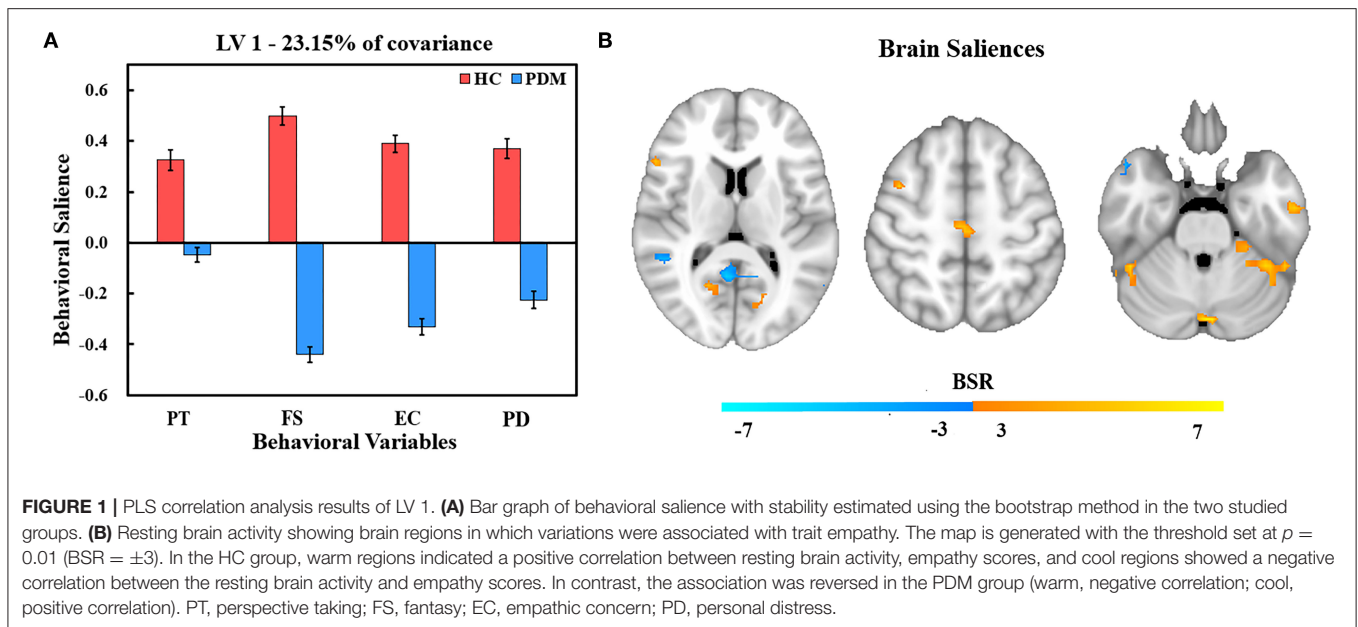 A
LV 1 - 23.15% of covariance
HC PDM
0.6
0.4
0.2
0.0
-0.2
-0.4
-0.6
Behavioral Salience
PT FS EC PD
Behavioral Variables
B
Brain Saliences
BSR
-7 -3 3 7
FIGURE 1 | PLS correlation analysis results of LV 1. (A) Bar graph of behavioral salience with stability estimated using the bootstrap method in the two studied
groups. (B) Resting brain activity showing brain regions in which variations were associated with trait empathy. The map is generated with the threshold set at p =
0.01 (BSR = ±3). In the HC group, warm regions indicated a positive correlation between resting brain activity, empathy scores, and cool regions showed a negative
correlation between the resting brain activity and empathy scores. In contrast, the association was reversed in the PDM group (warm, negative correlation; cool,
positive correlation). PT, perspective taking; FS, fantasy; EC, empathic concern; PD, personal distress.